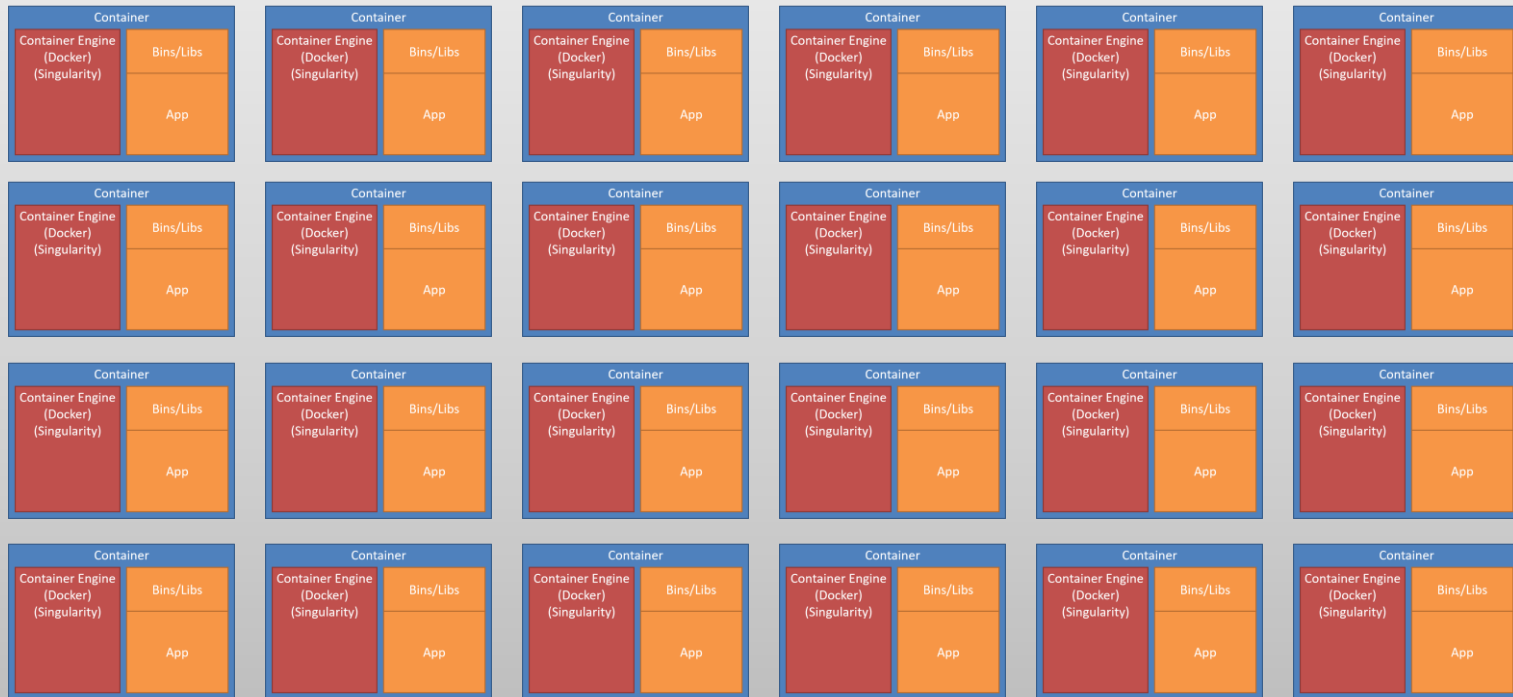 Container
Container Engine
(Docker)
(Singularity)
Bins/Libs
App
Container
Container Engine
(Docker)
(Singularity)
Bins/Libs
App
Container
Container Engine
(Docker)
(Singularity)
Bins/Libs
App
Container
Container Engine
(Docker)
(Singularity)
Bins/Libs
App
Container
Container Engine
(Docker)
(Singularity)
Bins/Libs
App
Container
Container Engine
(Docker)
(Singularity)
Bins/Libs
App
Container
Container Engine
(Docker)
(Singularity)
Bins/Libs
App
Container
Container Engine
(Docker)
(Singularity)
Bins/Libs
App
Container
Container Engine
(Docker)
(Singularity)
Bins/Libs
App
Container
Container Engine
(Docker)
(Singularity)
Bins/Libs
App
Container
Container Engine
(Docker)
(Singularity)
Bins/Libs
App
Container
Container Engine
(Docker)
(Singularity)
Bins/Libs
App
Container
Container Engine
(Docker)
(Singularity)
Bins/Libs
App
Container
Container Engine
(Docker)
(Singularity)
Bins/Libs
App
Container
Container Engine
(Docker)
(Singularity)
Bins/Libs
App
Container
Container Engine
(Docker)
(Singularity)
Bins/Libs
App
Container
Container Engine
(Docker)
(Singularity)
Bins/Libs
App
Container
Container Engine
(Docker)
(Singularity)
Bins/Libs
App
Container
Container Engine
(Docker)
(Singularity)
Bins/Libs
App
Container
Container Engine
(Docker)
(Singularity)
Bins/Libs
App
Container
Container Engine
(Docker)
(Singularity)
Bins/Libs
App
Container
Container Engine
(Docker)
(Singularity)
Bins/Libs
App
Container
Container Engine
(Docker)
(Singularity)
Bins/Libs
App
Container
Container Engine
(Docker)
(Singularity)
Bins/Libs
App